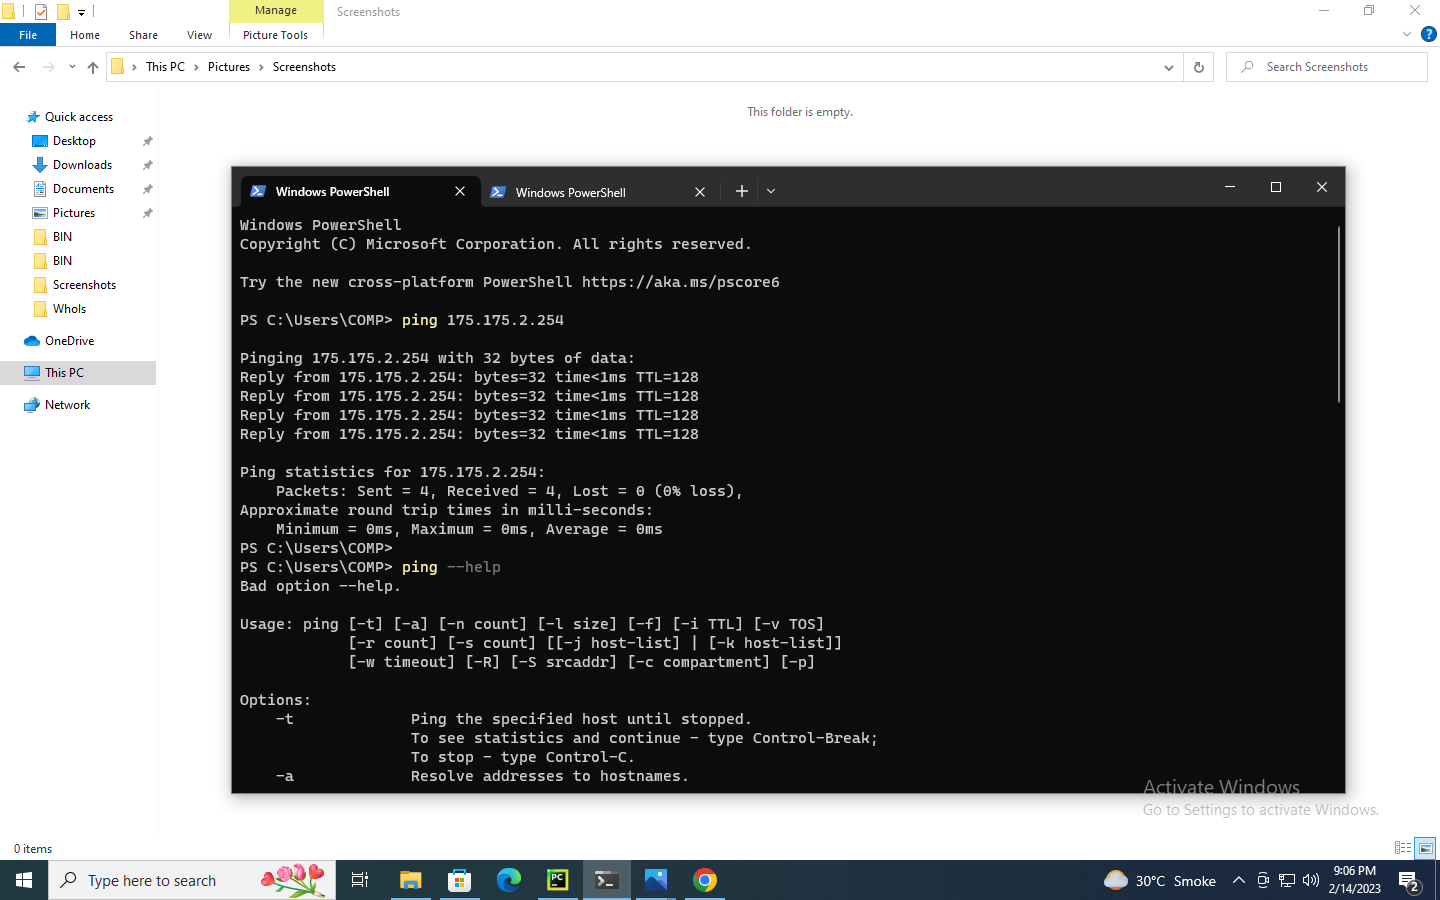 Manage
Screenshots
File
Home
Share
View
Picture Tools
This PC
Pictures
Screenshots
Search Screenshots
Quick access
Desktop
Downloads
Documents
Pictures
BIN
BIN
Screenshots
WhoIs
OneDrive
This PC
Network
This folder is empty.
Windows PowerShell
Windows PowerShell
Windows PowerShell
Copyright (C) Microsoft Corporation. All rights reserved.
Try the new cross-platform PowerShell https://aka.ms/pscore6
PS C:\Users\COMP> ping 175.175.2.254
Pinging 175.175.2.254 with 32 bytes of data:
Reply from 175.175.2.254: bytes=32 time<1ms TTL=128
Reply from 175.175.2.254: bytes=32 time<1ms TTL=128
Reply from 175.175.2.254: bytes=32 time<1ms TTL=128
Reply from 175.175.2.254: bytes=32 time<1ms TTL=128
Ping statistics for 175.175.2.254:
Packets: Sent = 4, Received = 4, Lost = 0 (0% loss),
Approximate round trip times in milli-seconds:
Minimum = 0ms, Maximum = 0ms, Average = 0ms
PS C:\Users\COMP>
PS C:\Users\COMP> ping --help
Bad option --help.
Usage: ping [-t] [-a] [-n count] [-l size] [-f] [-i TTL] [-v TOS]
[-r count] [-s count] [[-j host-list] | [-k host-list]]
[-w timeout] [-R] [-S srcaddr] [-c compartment] [-p]
Options:
-t Ping the specified host until stopped.
To see statistics and continue - type Control-Break;
To stop - type Control-C.
-a Resolve addresses to hostnames.
Activate Windows
Go to Settings to activate Windows.
0 items
Type here to search
PC
30°C Smoke
9:06 PM
2/14/2023
2